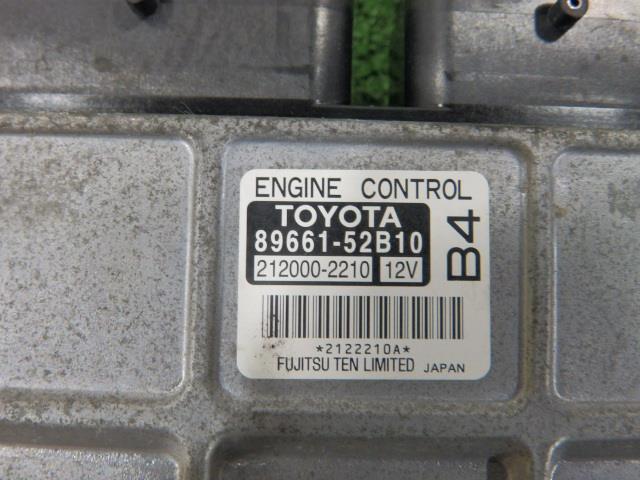 ENGINE CONTROL
TOYOTA
89661-52B10
212000-2210 12V
B4
*2122210A*
FUJITSU TEN LIMITED JAPAN